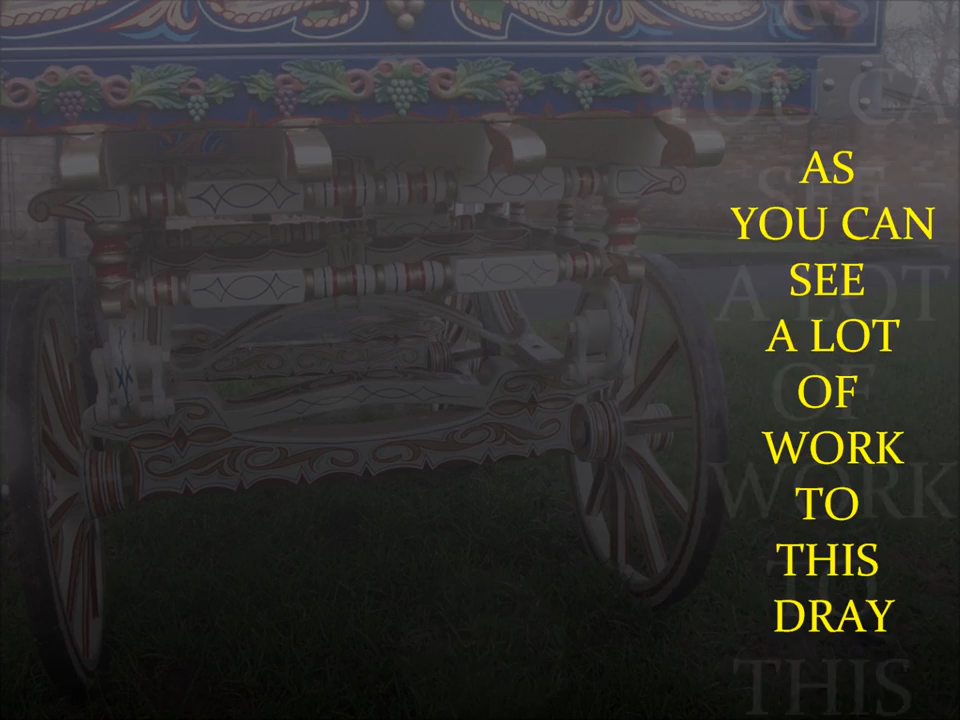 AS
YOU CAN
SEE
A LOT
OF
WORK
TO
THIS
DRAY